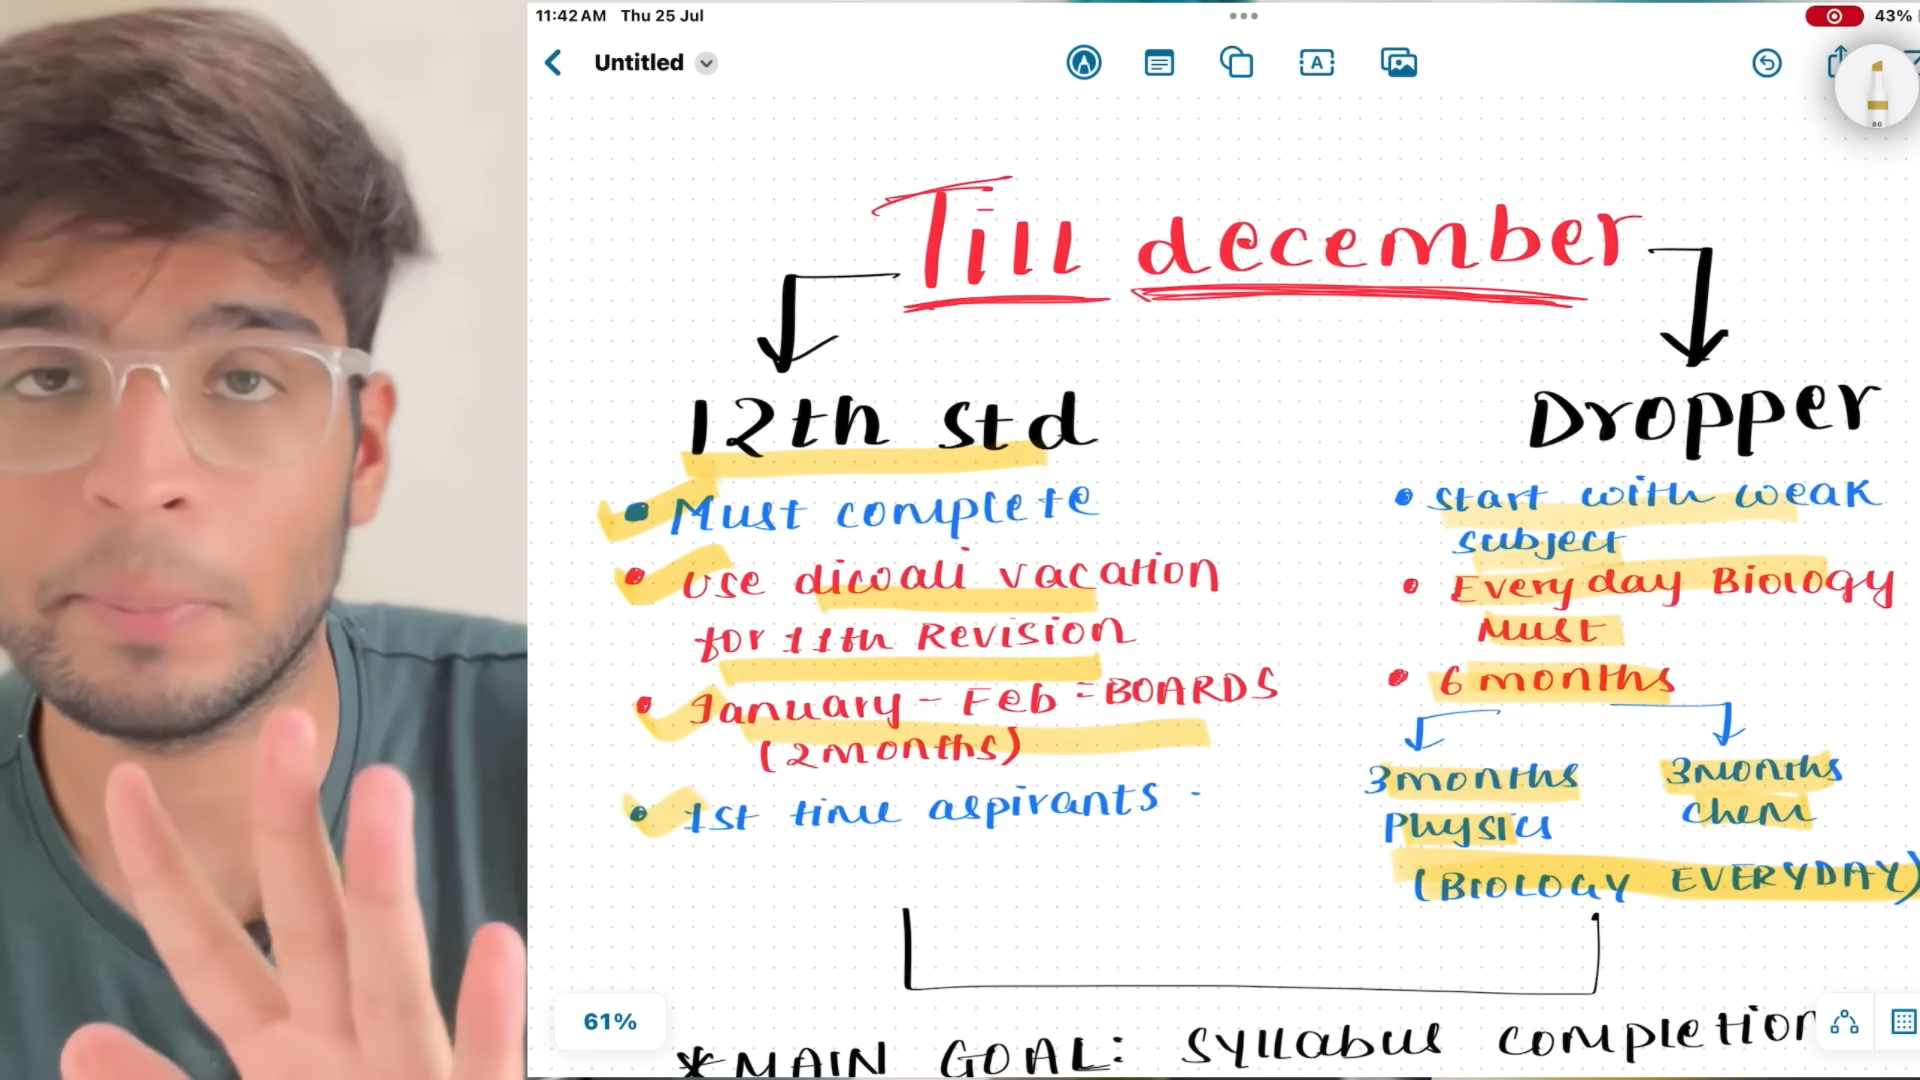 11:42 AM Thu 25 Jul
43%
Untitled
A
80
Till december
12th std
Must complete
Use diwali vacation
for 11th Revision
January - Feb = BOARDS
(2 months)
1st time aspirants -
Dropper
Start with weak
subject
Everyday Biology
Must
6 months
3 months
Physics
3 months
chem
(BIOLOGY EVERYDAY)
61%
*MAIN GOAL: Syllabus completion